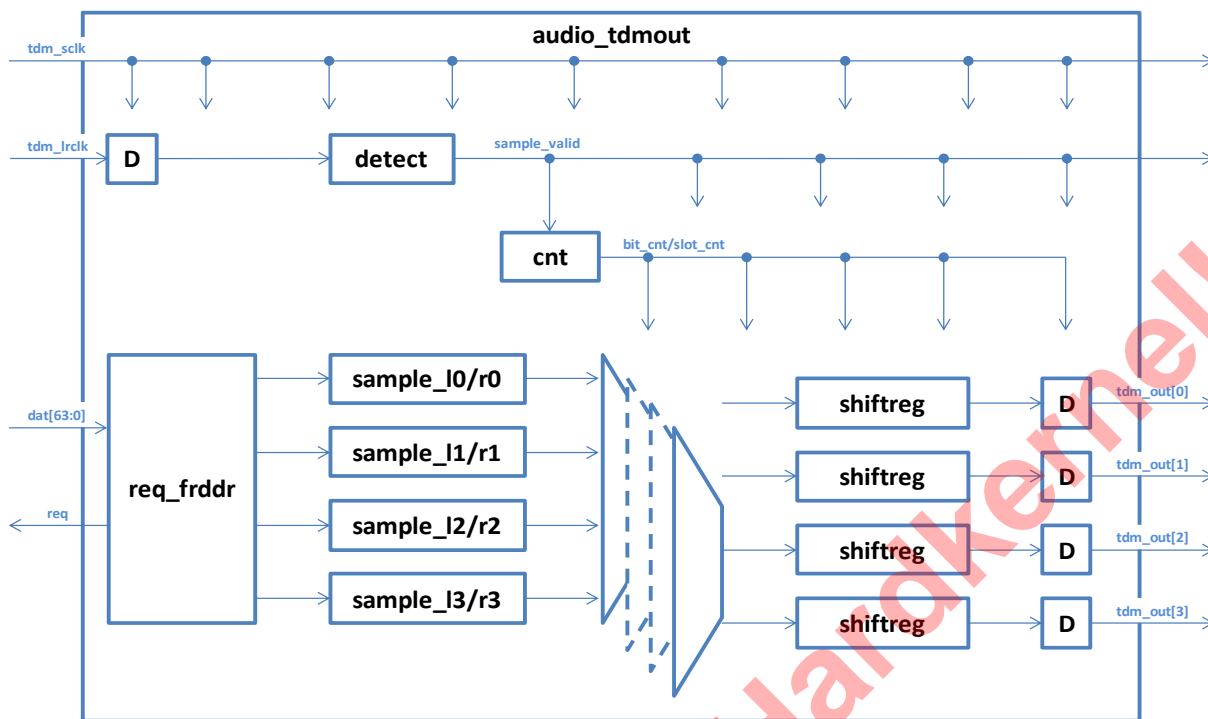 audio_tdmout
tdm_sclk
tdm_lrclk
D
detect
sample_valid
cnt
bit_cnt/slot_cnt
dat[63:0]
req
req_frddr
sample_l0/r0
sample_l1/r1
sample_l2/r2
sample_l3/r3
shiftreg
D
tdm_out[0]
shiftreg
D
tdm_out[1]
shiftreg
D
tdm_out[2]
shiftreg
D
tdm_out[3]
Hardkernel